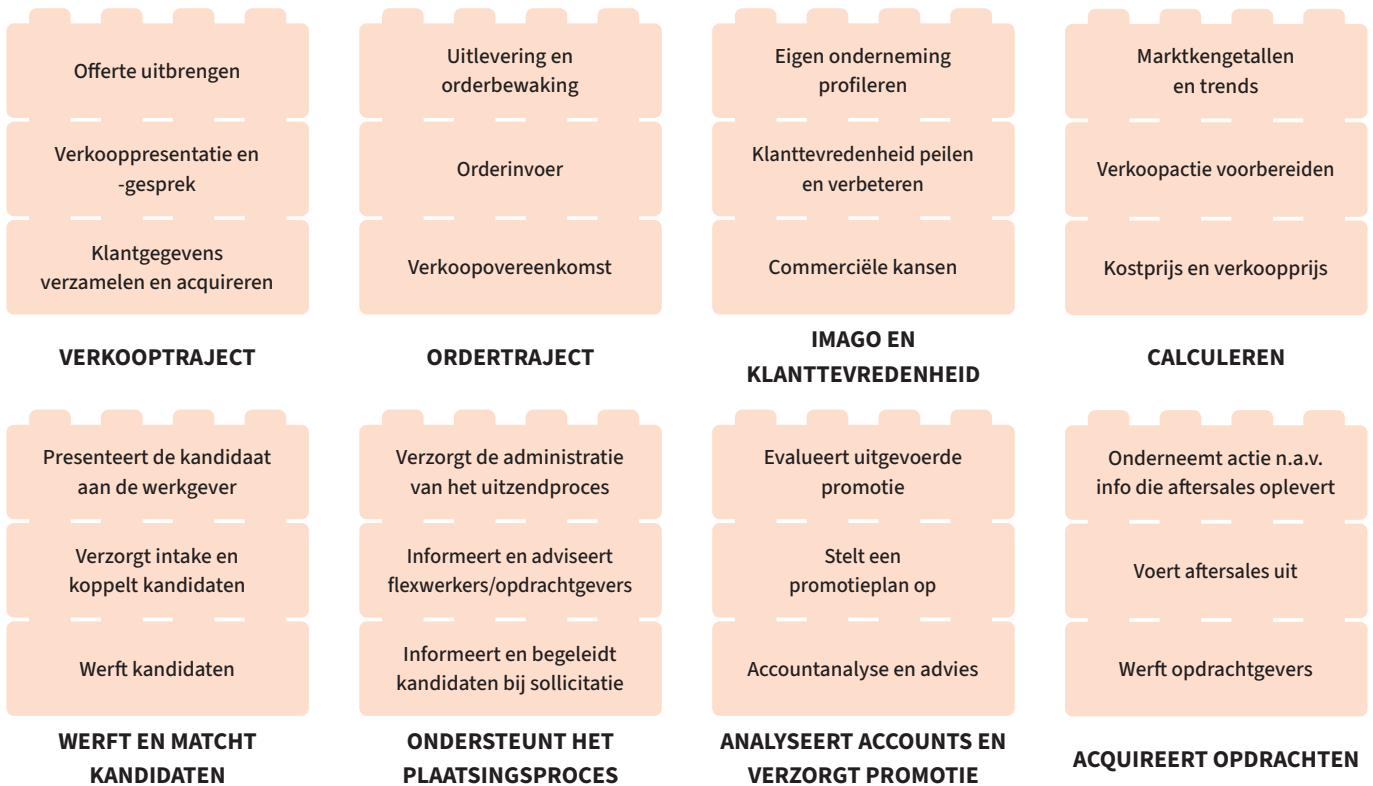 Offerte uitbrengen
Verkooppresentatie en
-gesprek
Klantgegevens
verzamelen en acquireren
VERKOOPTRAJECT
Uitlevering en
orderbewaking
Orderinvoer
Verkoopovereenkomst
ORDERTRAJECT
Eigen onderneming
profileren
Klanttevredenheid peilen
en verbeteren
Commerciële kansen
IMAGO EN
KLANTTEVREDENHEID
Marktkengetallen
en trends
Verkoopactie voorbereiden
Kostprijs en verkoopprijs
CALCULEREN
Presenteert de kandidaat
aan de werkgever
Verzorgt intake en
koppelt kandidaten
Werft kandidaten
WERFT EN MATCHT
KANDIDATEN
Verzorgt de administratie
van het uitzendproces
Informeert en adviseert
flexwerkers/opdrachtgevers
Informeert en begeleidt
kandidaten bij sollicitatie
ONDERSTEUNT HET
PLAATSINGSPROCES
Evalueert uitgevoerde
promotie
Stelt een
promotieplan op
Accountanalyse en advies
ANALYSEERT ACCOUNTS EN
VERZORGT PROMOTIE
Onderneemt actie n.a.v.
info die aftersales oplevert
Voert aftersales uit
Werft opdrachtgevers
ACQUIREERT OPDRACHTEN